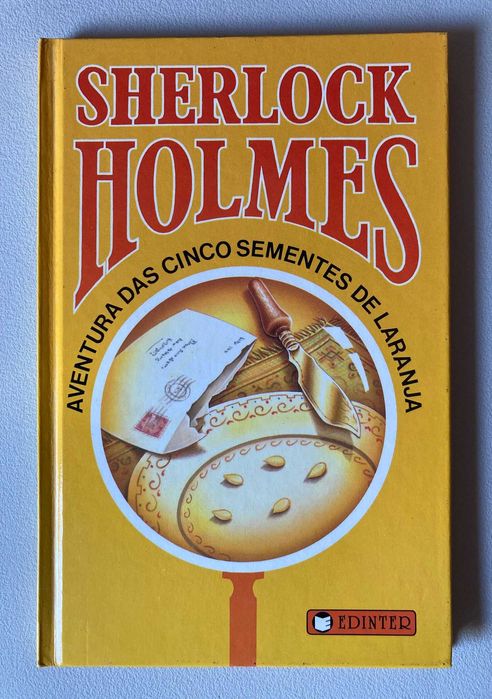 SHERLOCK
HOLMES
AVENTURA DAS CINCO SEMENTES DE LARANJA
EDINTER